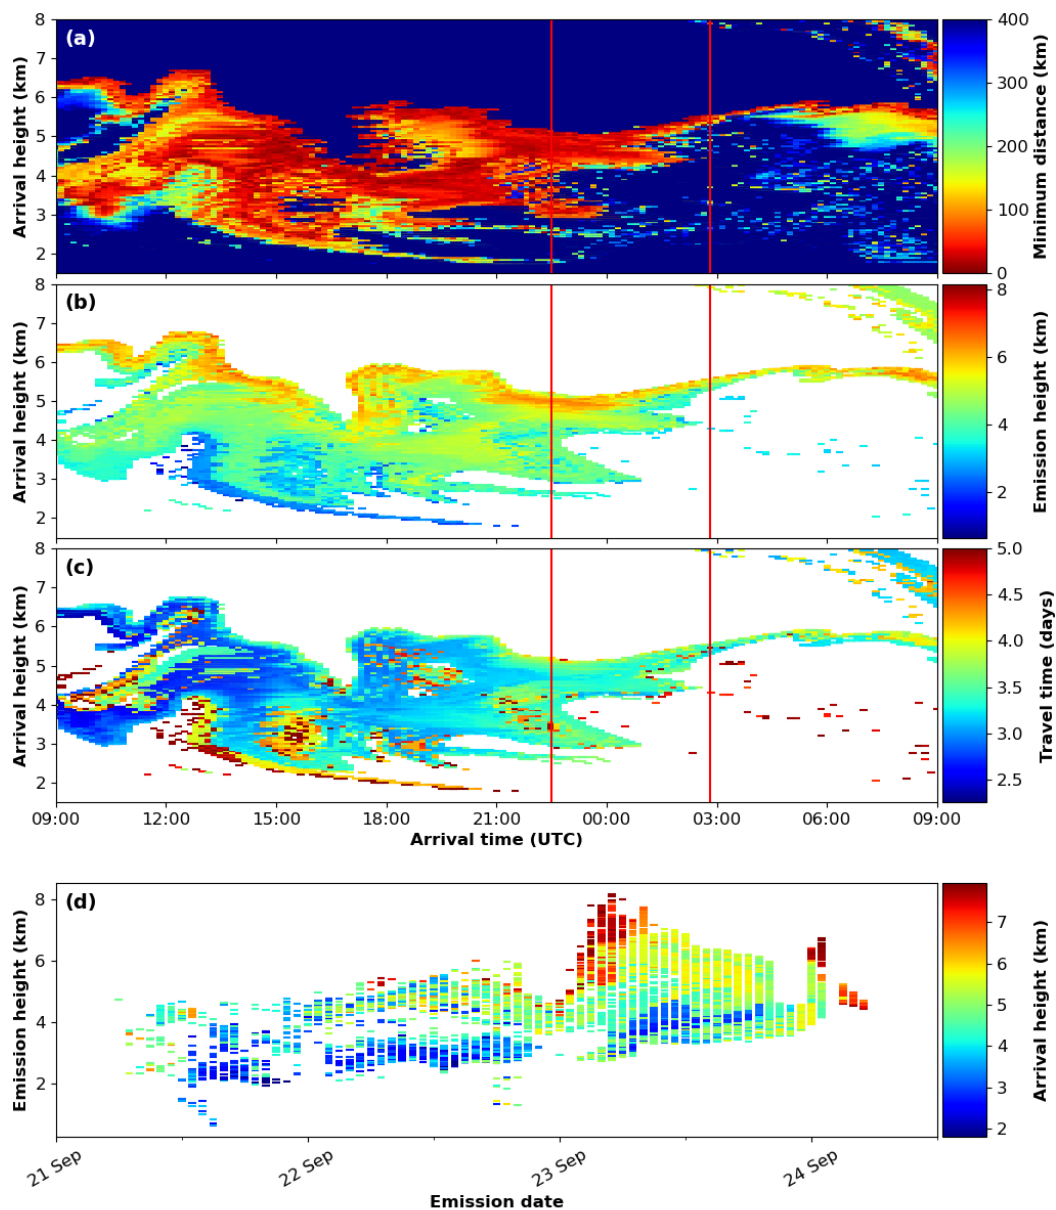 (a)
Arrival height (km)
8
7
6
5
4
3
2
400
300
200
100
0
Minimum distance (km)
(b)
Arrival height (km)
8
7
6
5
4
3
2
8
6
4
2
Emission height (km)
(c)
Arrival height (km)
8
7
6
5
4
3
2
5.0
4.5
4.0
3.5
3.0
2.5
Travel time (days)
09:00 12:00 15:00 18:00 21:00 00:00 03:00 06:00 09:00
Arrival time (UTC)
(d)
Emission height (km)
8
6
4
2
7
6
5
4
3
2
Arrival height (km)
21 Sep 22 Sep 23 Sep 24 Sep
Emission date